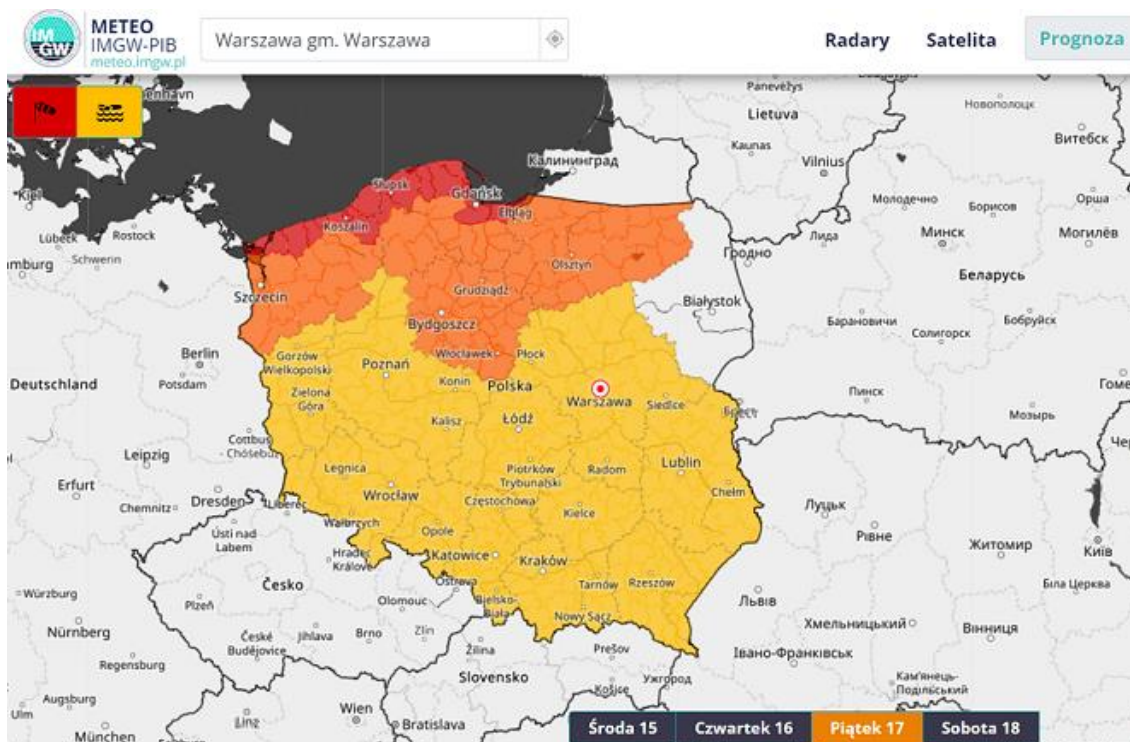 METEO
IMGW-PIB
meteo.imgw.pl
IM
GW
Warszawa gm. Warszawa
Radary
Satelita
Prognoza
Panevėžys
Lietuva
Kaunas
Vilnius
Новополоцк
Витебск
Калининград
Kiel
Słupsk
Gdańsk
Elbląg
Koszalin
Lübeck
Rostock
Schwerin
Молодечно
Борисов
Орша
Лида
Минск
Могилёв
Гродно
Szczecin
Olsztyn
Grudziądz
Białystok
Беларусь
Bydgoszcz
Барановичи
Солигорск
Бобруйск
Berlin
Potsdam
Deutschland
Gorzów
Wielkopolski
Poznań
Włocławek
Płock
Konin
Polska
Warszawa
Siedlce
Пинск
Мозырь
Zielona
Góra
Kalisz
Łódź
Cottbus
Leipzig
Erfurt
Chemnitz
Dresden
Liberec
Legnica
Wrocław
Piotrków
Trybunalski
Radom
Lublin
Częstochowa
Chełm
Kielce
Wałbrzych
Opole
Луцьк
Рівне
Житомир
Київ
Ústí nad
Labem
Hradec
Králové
Katowice
Kraków
Česko
Ostrava
Tarnów
Rzeszów
Біла Церква
Würzburg
Plzeň
Olomouc
Bielsko-
Biała
Nowy Sącz
Львів
Хмельницький
Вінниця
Nürnberg
České
Budějovice
Jihlava
Brno
Zlín
Žilina
Prešov
Івано-Франківськ
Regensburg
Slovensko
Košice
Ужгород
Кам'янець-
Подільський
Augsburg
Ulm
München
Linz
Wien
Bratislava
Środa 15
Czwartek 16
Piątek 17
Sobota 18